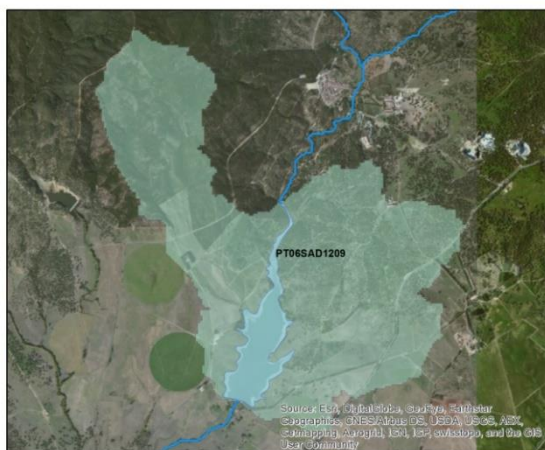 PT06SAD1209
Source: Esri, DigitalGlobe, GeoEye, Earthstar
Geographics, CNES/Airbus DS, USDA, USGS, AEX,
Getmapping, Aerogrid, IGN, IGP, swisstopo, and the GIS
User Community